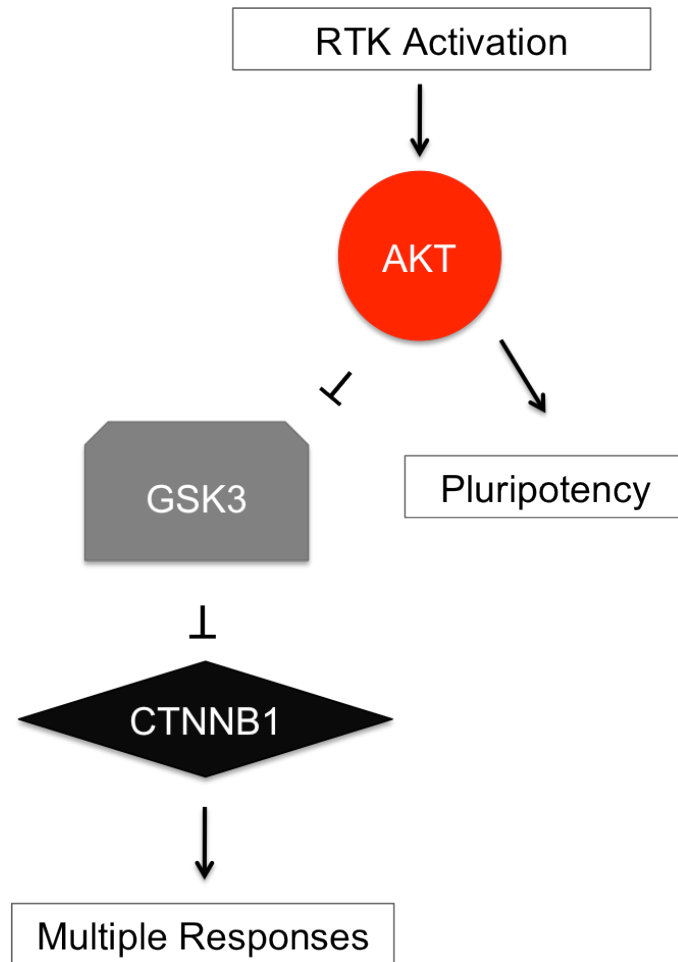 RTK Activation
AKT
GSK3
Pluripotency
CTNNB1
Multiple Responses